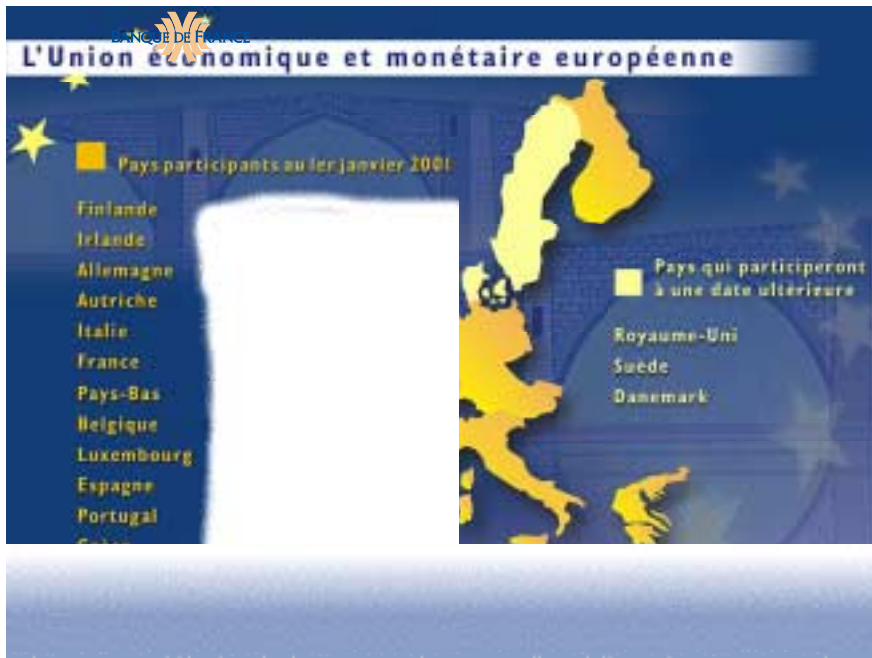 BANQUE DE FRANCE
L'Union économique et monétaire européenne
Pays participants au 1er janvier 2001
Finlande
Irlande
Allemagne
Autriche
Italie
France
Pays-Bas
Belgique
Luxembourg
Espagne
Portugal
Pays qui participeront
à une date ultérieure
Royaume-Uni
Suède
Danemark